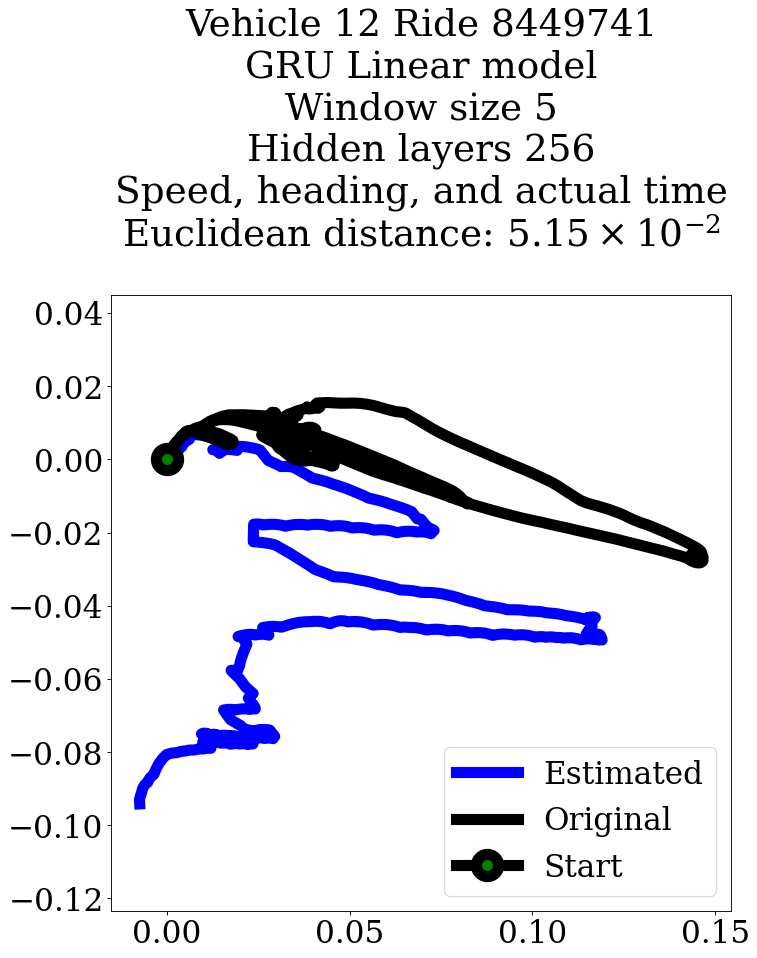 Vehicle 12 Ride 8449741
GRU Linear model
Window size 5
Hidden layers 256
Speed, heading, and actual time
Euclidean distance: 5.15 × 10⁻²
0.04
0.02
0.00
−0.02
−0.04
−0.06
−0.08
−0.10
−0.12
Estimated
Original
Start
0.00 0.05 0.10 0.15